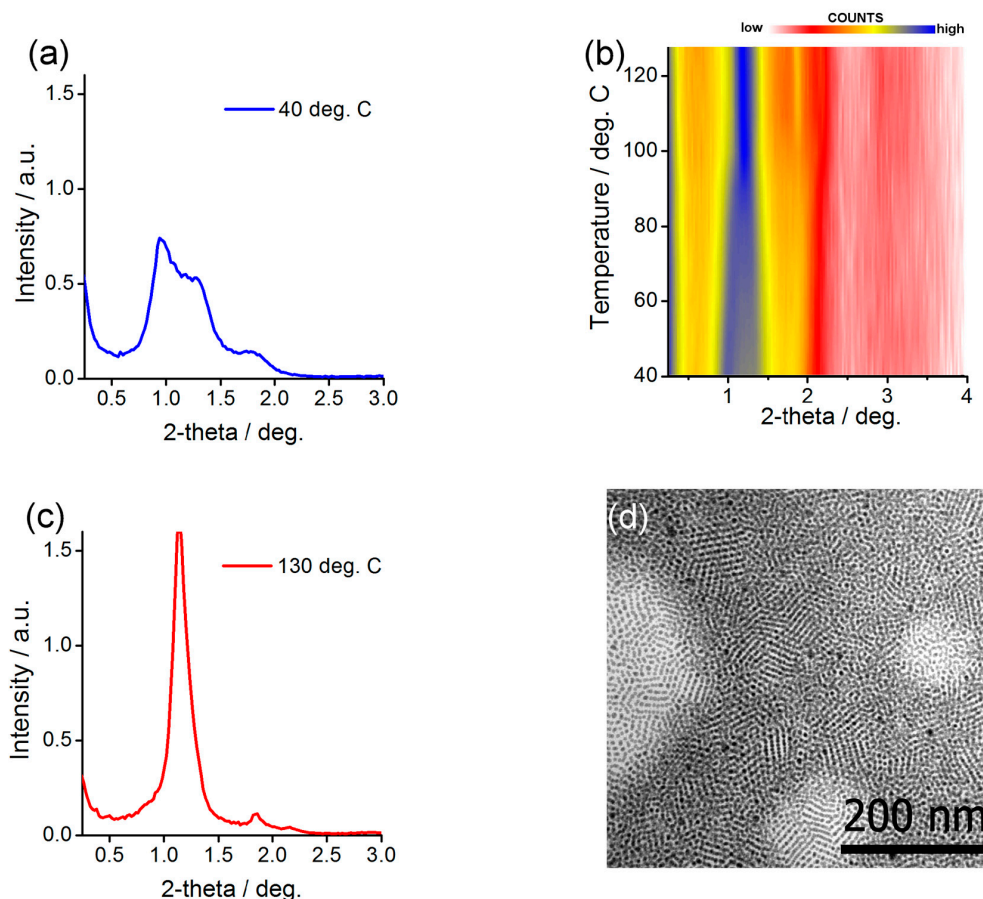 COUNTS
low high
(a)
1.5
1.0
0.5
0.0
Intensity / a.u.
40 deg. C
0.5 1.0 1.5 2.0 2.5 3.0
2-theta / deg.
(b)
120
100
80
60
40
Temperature / deg. C
1 2 3 4
2-theta / deg.
(c)
1.5
1.0
0.5
0.0
Intensity / a.u.
130 deg. C
0.5 1.0 1.5 2.0 2.5 3.0
2-theta / deg.
(d)
200 nm